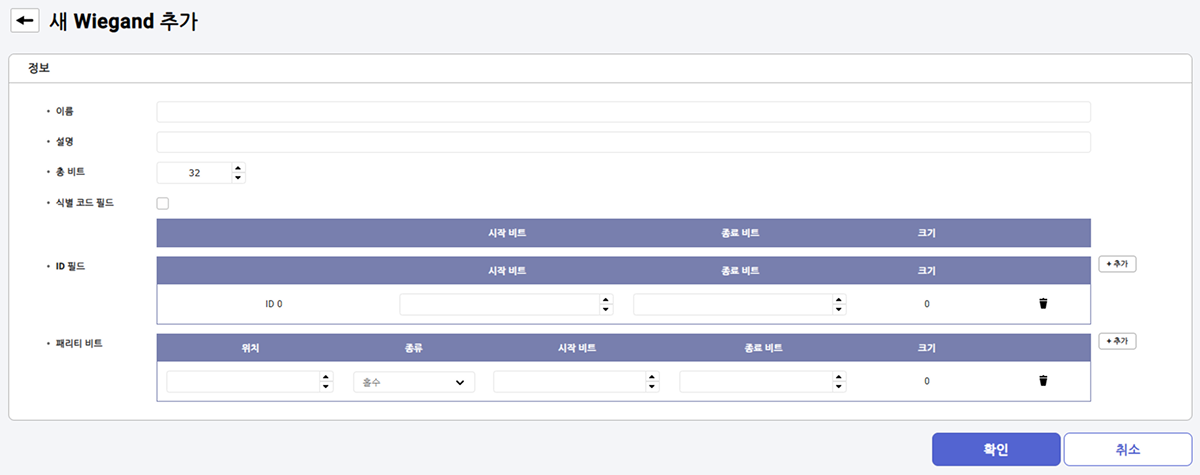 새 Wiegand 추가
정보
• 이름
• 설명
• 총 비트 32
• 식별 코드 필드
시작 비트 종료 비트 크기
• ID 필드 시작 비트 종료 비트 크기 + 추가
ID 0 0
• 패리티 비트 위치 종류 시작 비트 종료 비트 크기 + 추가
홀수 0
확인 취소